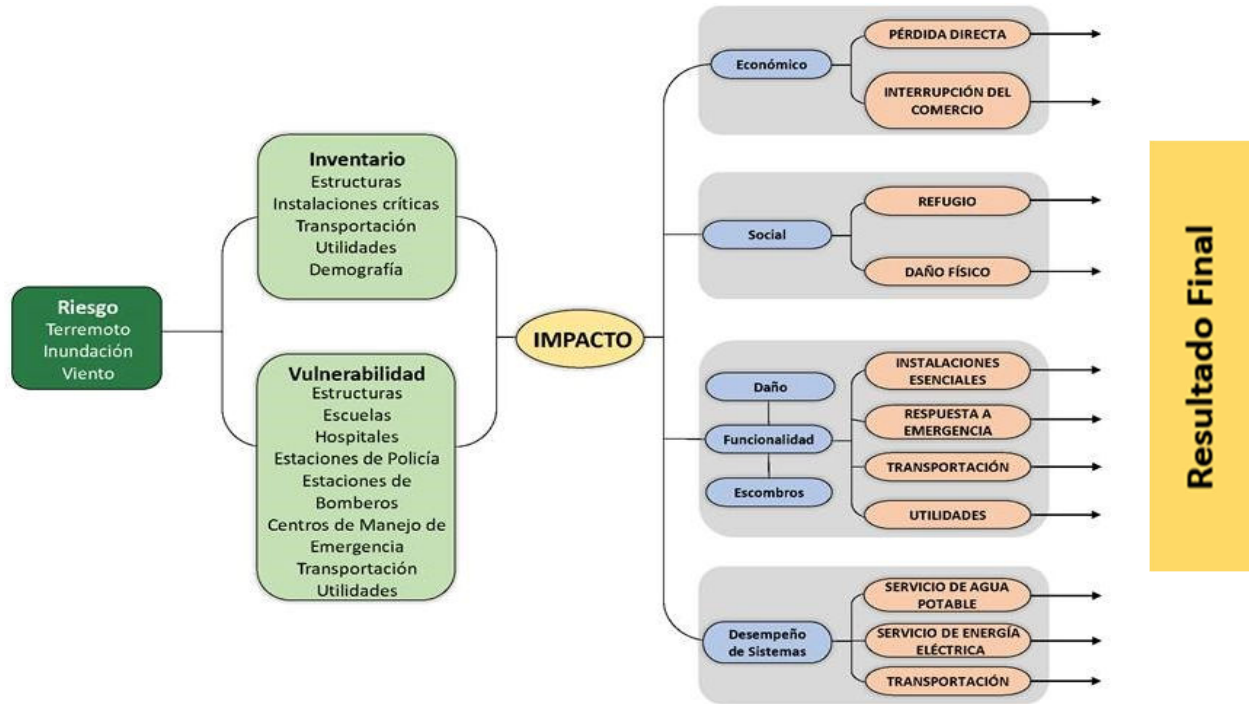 Riesgo
Terremoto
Inundación
Viento
Inventario
Estructuras
Instalaciones críticas
Transportación
Utilidades
Demografía
Vulnerabilidad
Estructuras
Escuelas
Hospitales
Estaciones de Policía
Estaciones de
Bomberos
Centros de Manejo de
Emergencia
Transportación
Utilidades
IMPACTO
Económico
PÉRDIDA DIRECTA
INTERRUPCIÓN DEL
COMERCIO
Social
REFUGIO
DAÑO FÍSICO
Daño
Funcionalidad
Escombros
INSTALACIONES
ESENCIALES
RESPUESTA A
EMERGENCIA
TRANSPORTACIÓN
UTILIDADES
Desempeño
de Sistemas
SERVICIO DE AGUA
POTABLE
SERVICIO DE ENERGÍA
ELÉCTRICA
TRANSPORTACIÓN
Resultado Final